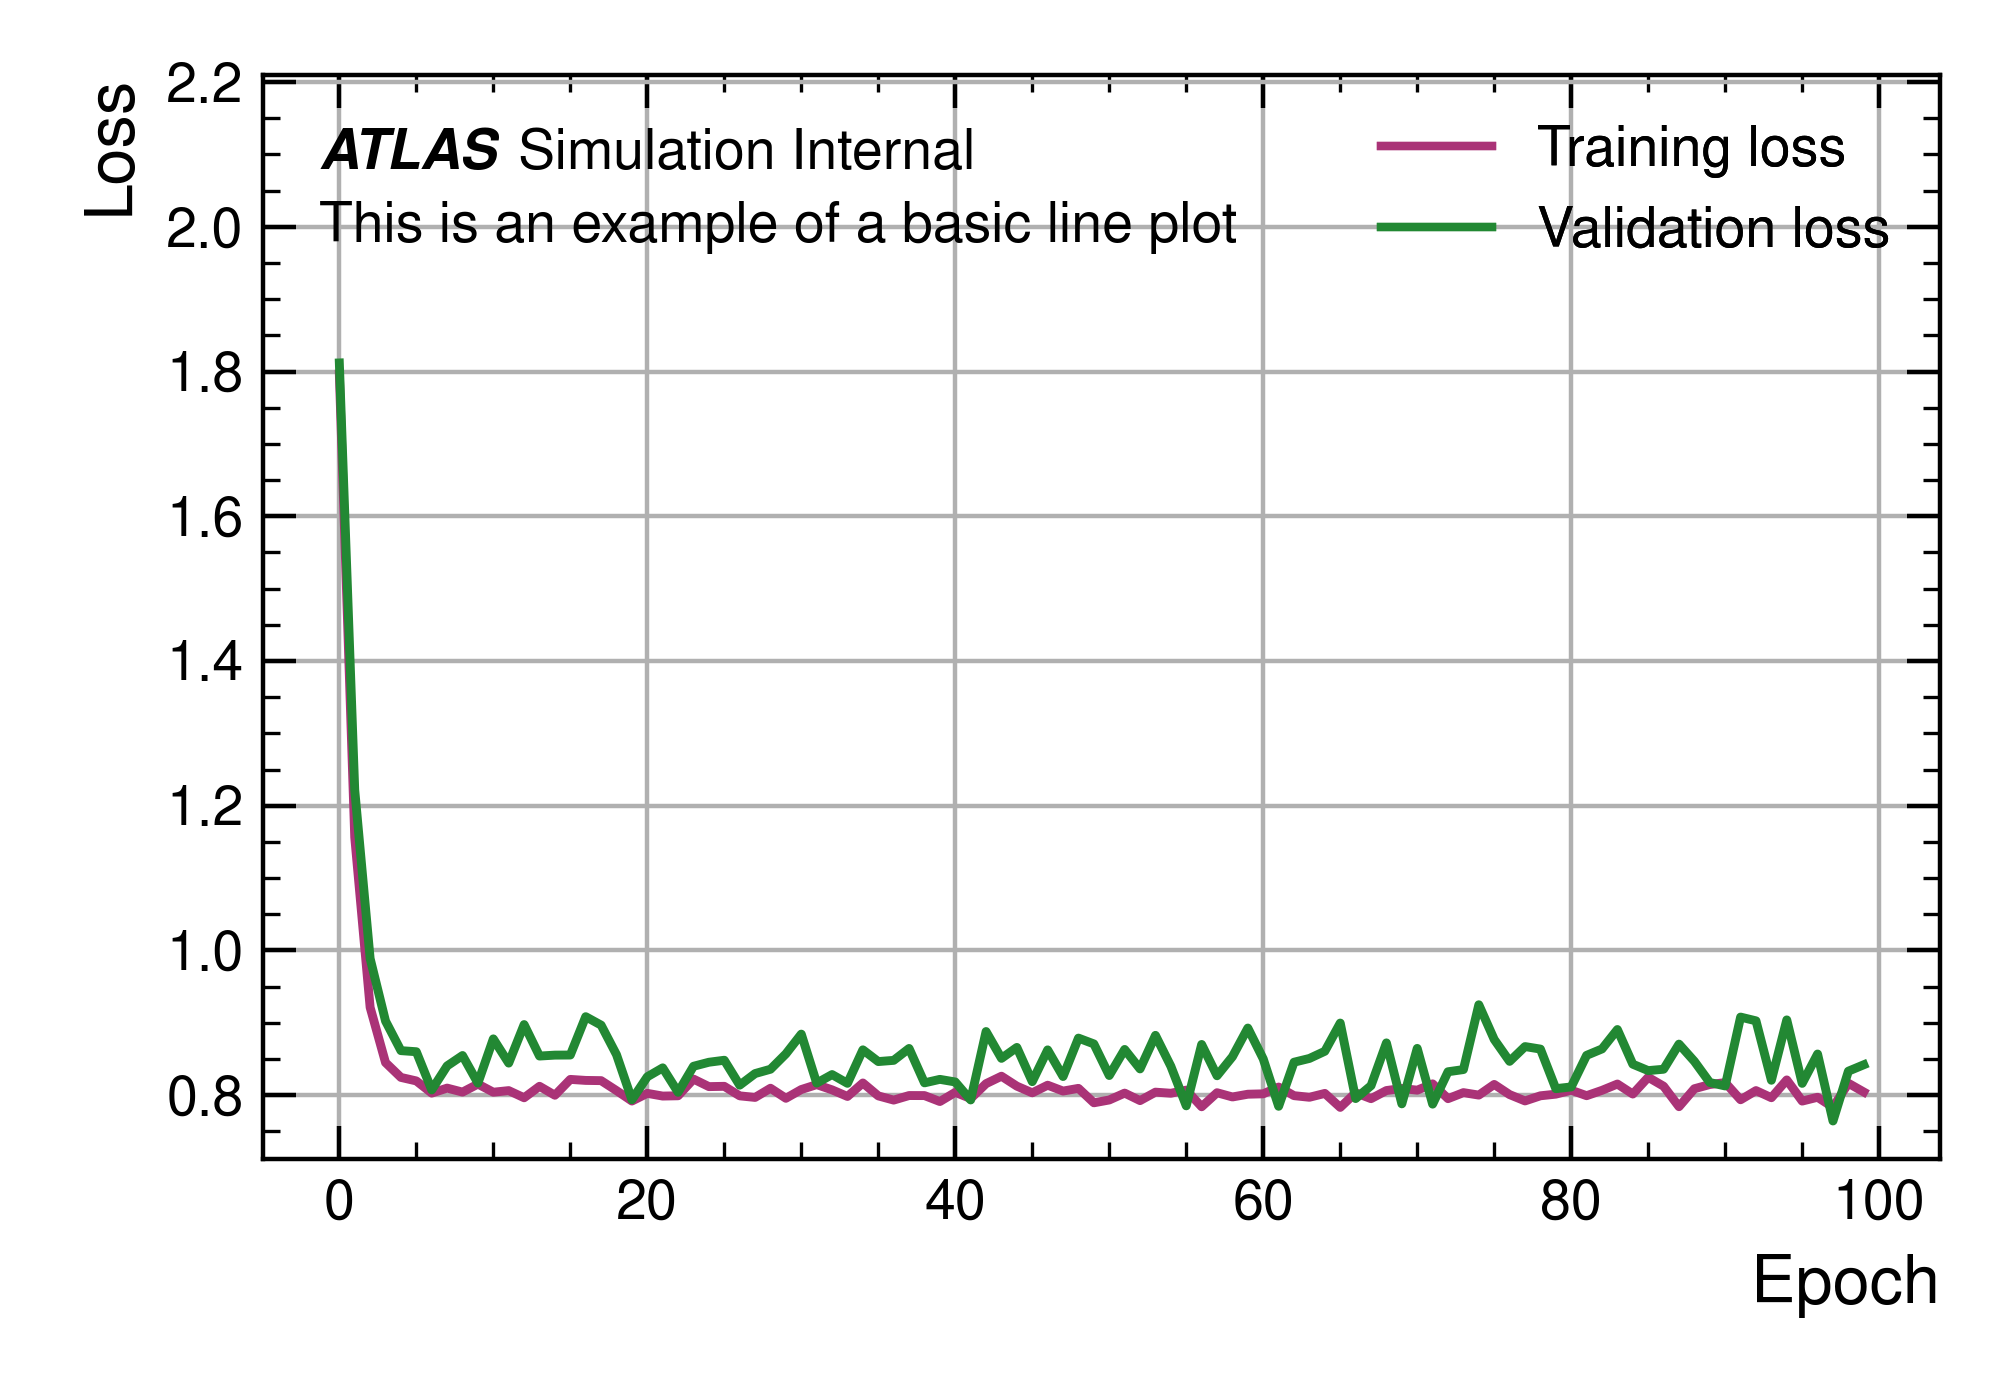 Loss
2.2
2.0
1.8
1.6
1.4
1.2
1.0
0.8
ATLAS Simulation Internal
This is an example of a basic line plot
Training loss
Validation loss
0 20 40 60 80 100
Epoch